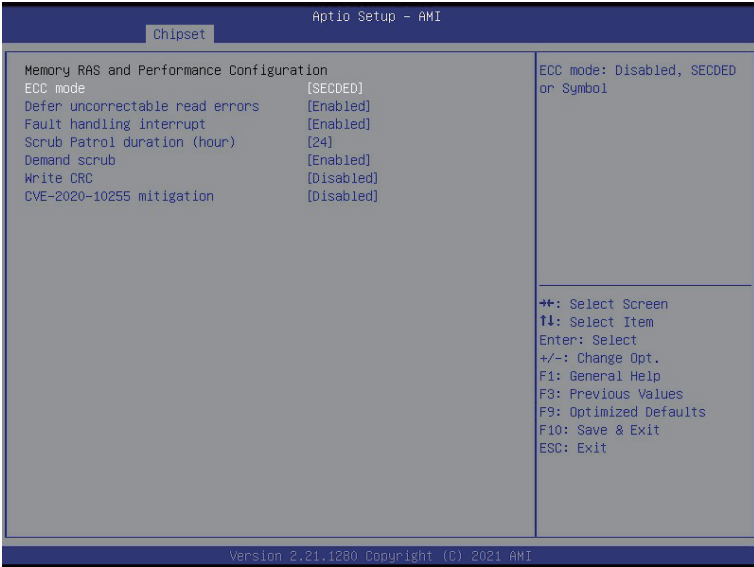 Aptio Setup – AMI
Chipset
Memory RAS and Performance Configuration
ECC mode [SECDED]
Defer uncorrectable read errors [Enabled]
Fault handling interrupt [Enabled]
Scrub Patrol duration (hour) [24]
Demand scrub [Enabled]
Write CRC [Disabled]
CVE-2020-10255 mitigation [Disabled]
ECC mode: Disabled, SECDED
or Symbol
→←: Select Screen
↑↓: Select Item
Enter: Select
+/-: Change Opt.
F1: General Help
F3: Previous Values
F9: Optimized Defaults
F10: Save & Exit
ESC: Exit
Version 2.21.1280 Copyright (C) 2021 AMI